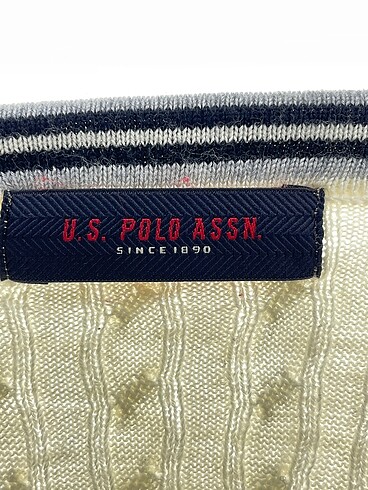 U.S. POLO ASSN.
SINCE 1890